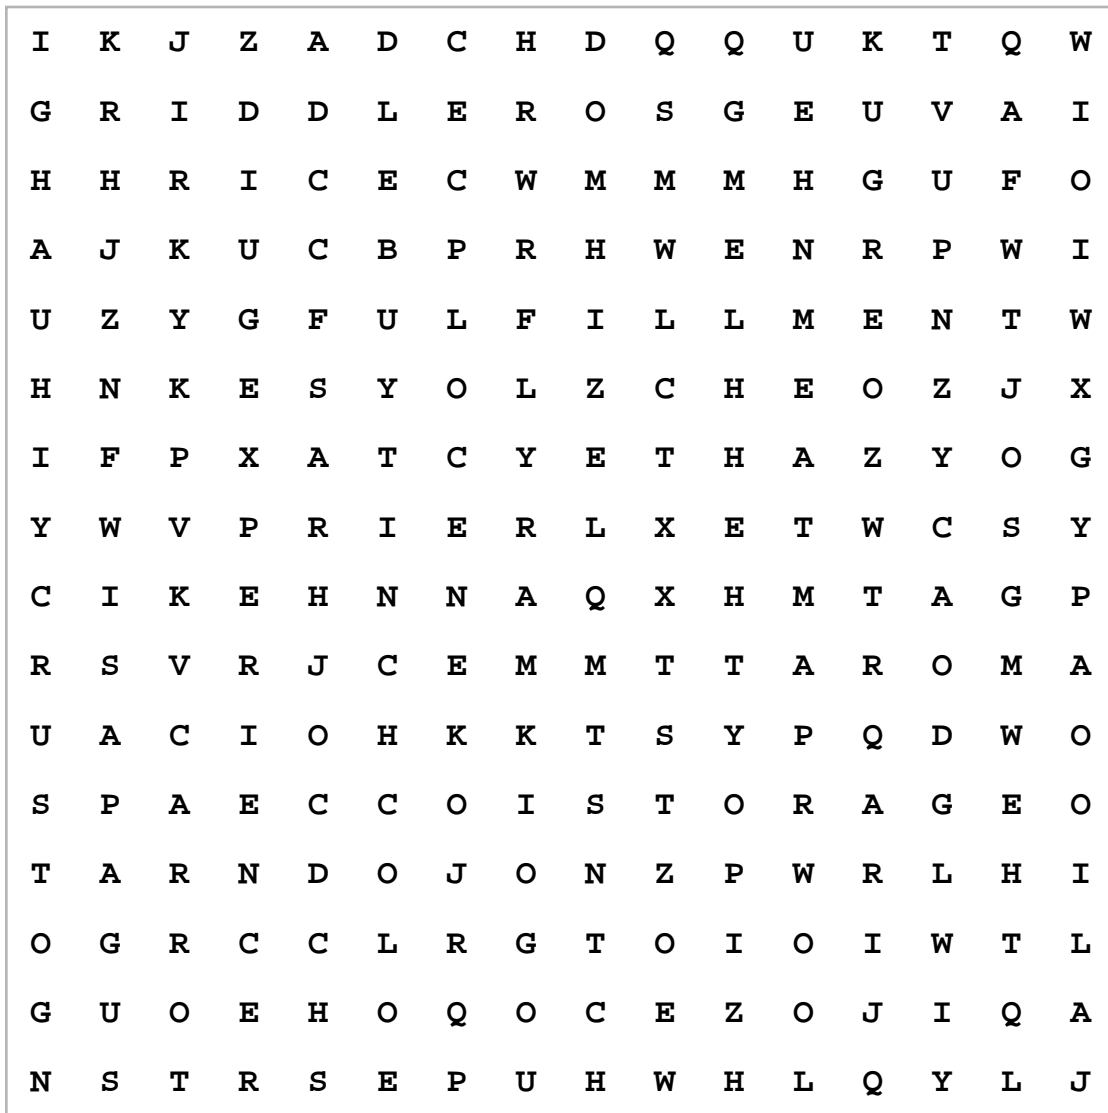 I K J Z A D C H D Q Q U K T Q W
G R I D D L E R O S G E U V A I
H H R I C E C W M M M H G U F O
A J K U C B P R H W E N R P W I
U Z Y G F U L F I L L M E N T W
H N K E S Y O L Z C H E O Z J X
I F P X A T C Y E T H A Z Y O G
Y W V P R I E R L X E T W C S Y
C I K E H N N A Q X H M T A G P
R S V R J C E M M T T A R O M A
U A C I O H K K T S Y P Q D W O
S P A E C C O I S T O R A G E O
T A R N D O J O N Z P W R L H I
O G R C C L R G T O I O I W T L
G U O E H O Q O C E Z O J I Q A
N S T R S E P U H W H L Q Y L J